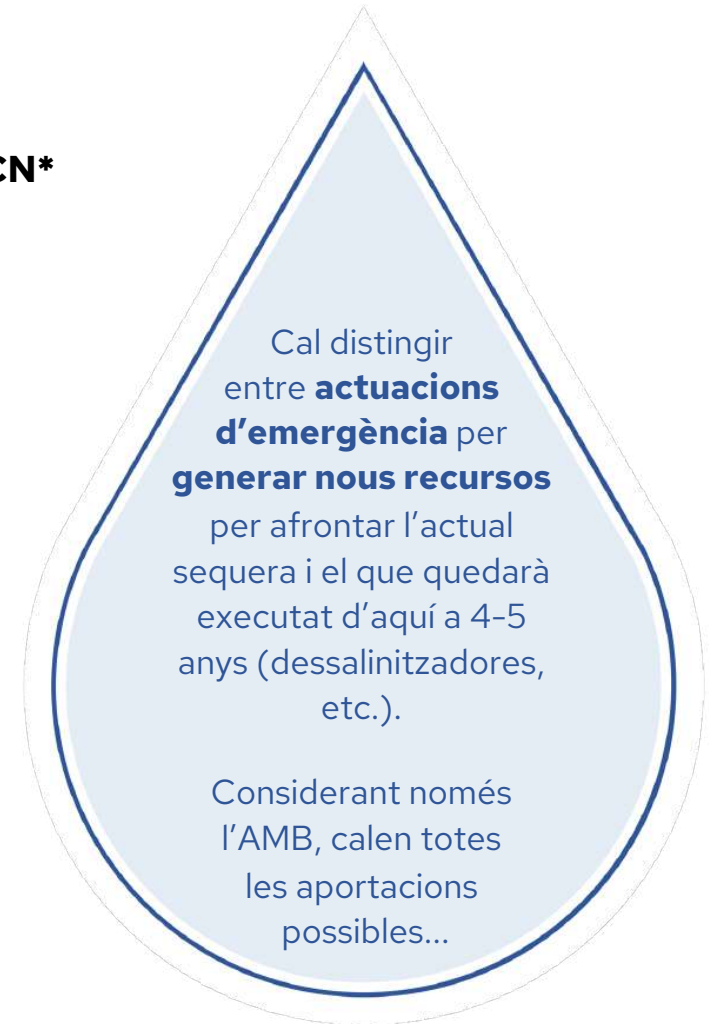 CN*
Cal distingir
entre actuacions
d'emergència per
generar nous recursos
per afrontar l'actual
sequera i el que quedarà
executat d'aquí a 4-5
anys (dessalinitzadores,
etc.).
Considerant només
l'AMB, calen totes
les aportacions
possibles...